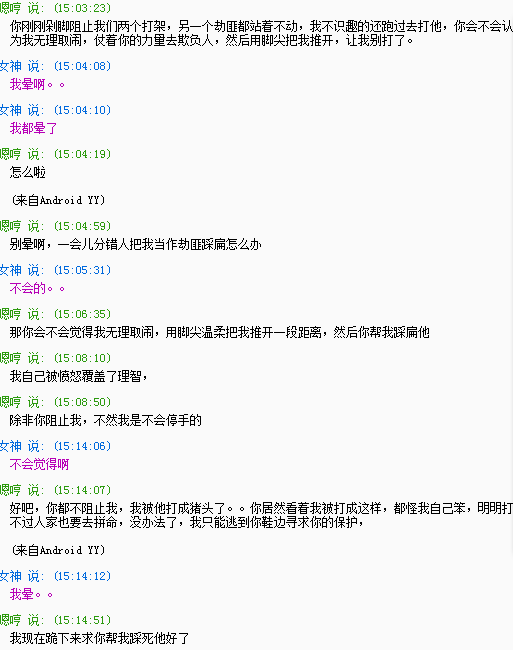 嗯哼 说: (15:03:23)
你刚刚剁脚阻止我们两个打架，另一个劫匪都站着不动，我不识趣的还跑过去打他，你会不会认
为我无理取闹，仗着你的力量去欺负人，然后用脚尖把我推开，让我别打了。
女神 说: (15:04:08)
我晕啊。。
女神 说: (15:04:10)
我都晕了
嗯哼 说: (15:04:19)
怎么啦
(来自Android YY)
嗯哼 说: (15:04:59)
别晕啊，一会儿分错人把我当作劫匪踩扁怎么办
女神 说: (15:05:31)
不会的。。
嗯哼 说: (15:06:35)
那你会不会觉得我无理取闹，用脚尖温柔把我推开一段距离，然后你帮我踩扁他
嗯哼 说: (15:08:10)
我自己被愤怒覆盖了理智，
嗯哼 说: (15:08:50)
除非你阻止我，不然我是不会停手的
女神 说: (15:14:06)
不会觉得啊
嗯哼 说: (15:14:07)
好吧，你都不阻止我，我被他打成猪头了。。你居然看着我被打成这样，都怪我自己笨，明明打
不过人家也要去拼命，没办法了，我只能逃到你鞋边寻求你的保护，
(来自Android YY)
女神 说: (15:14:12)
我晕。。
嗯哼 说: (15:14:51)
我现在跪下来求你帮我踩死他好了